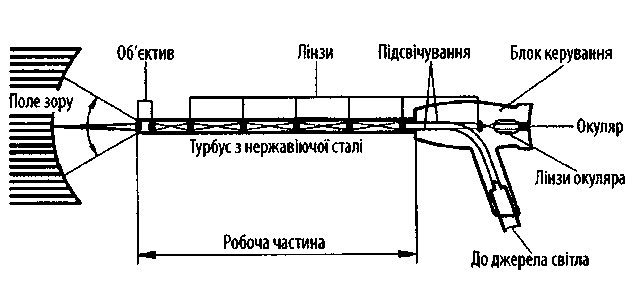 Об'єктив
Лінзи
Підсвічування
Блок керування
Поле зору
Окуляр
Турбус з нержавіючої сталі
Лінзи окуляра
Робоча частина
До джерела світла